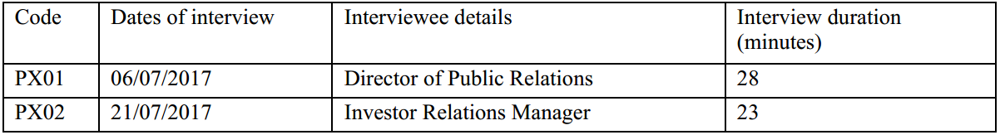 Code Dates of interview Interviewee details Interview duration
(minutes)
PX01 06/07/2017 Director of Public Relations 28
PX02 21/07/2017 Investor Relations Manager 23